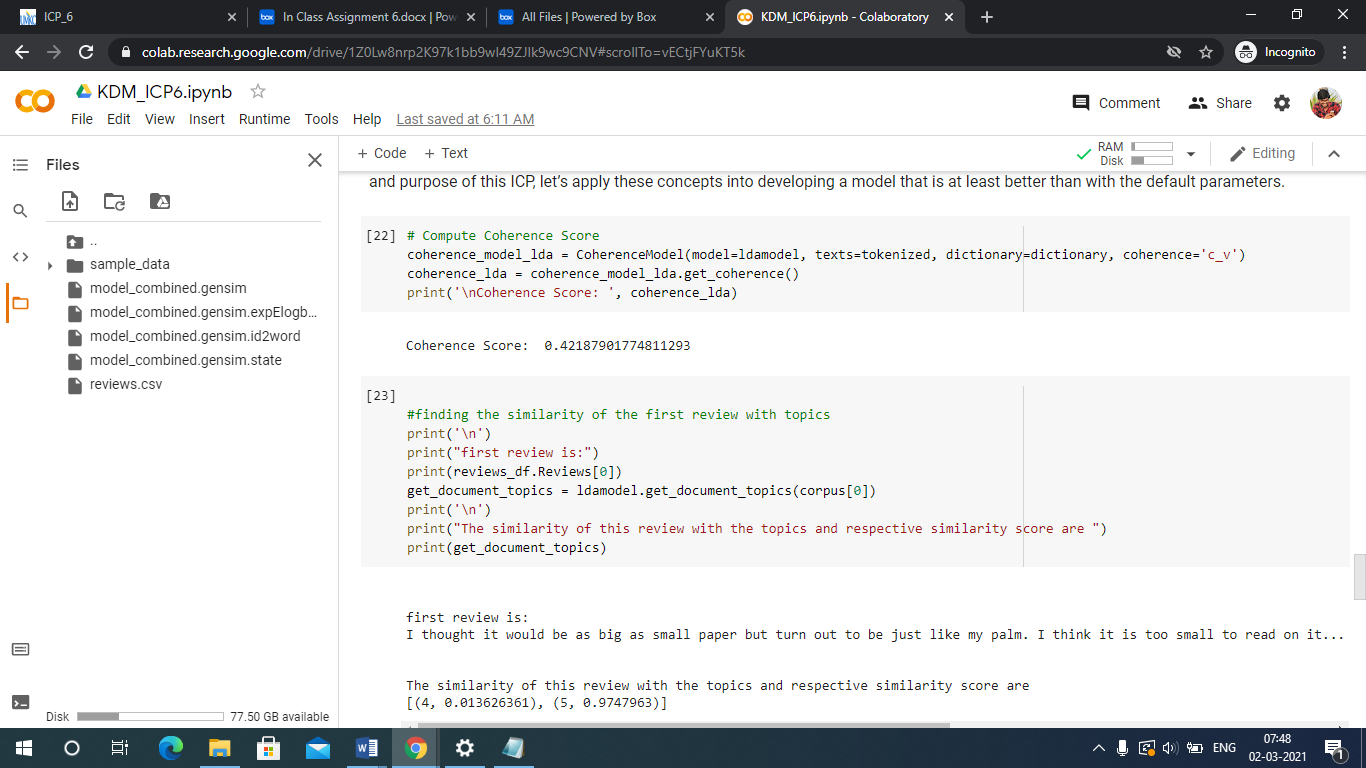 ICP_6
In Class Assignment 6.docx | Pow
All Files | Powered by Box
KDM_ICP6.ipynb - Colaboratory
colab.research.google.com/drive/1Z0Lw8nrp2K97k1bb9wI49ZJIk9wc9CNV#scrollTo=vECtjFYuKT5k
Incognito
KDM_ICP6.ipynb
Comment
Share
File Edit View Insert Runtime Tools Help Last saved at 6:11 AM
Files
+ Code + Text
RAM
Disk
Editing
and purpose of this ICP, let’s apply these concepts into developing a model that is at least better than with the default parameters.
..
sample_data
model_combined.gensim
model_combined.gensim.expElogb...
model_combined.gensim.id2word
model_combined.gensim.state
reviews.csv
[22] # Compute Coherence Score
coherence_model_lda = CoherenceModel(model=ldamodel, texts=tokenized, dictionary=dictionary, coherence='c_v')
coherence_lda = coherence_model_lda.get_coherence()
print('\nCoherence Score: ', coherence_lda)
Coherence Score:  0.42187901774811293
[23]
#finding the similarity of the first review with topics
print('\n')
print("first review is:")
print(reviews_df.Reviews[0])
get_document_topics = ldamodel.get_document_topics(corpus[0])
print('\n')
print("The similarity of this review with the topics and respective similarity score are ")
print(get_document_topics)
first review is:
I thought it would be as big as small paper but turn out to be just like my palm. I think it is too small to read on it...
The similarity of this review with the topics and respective similarity score are
[(4, 0.013626361), (5, 0.9747963)]
Disk
77.50 GB available
ENG
07:48
02-03-2021
1